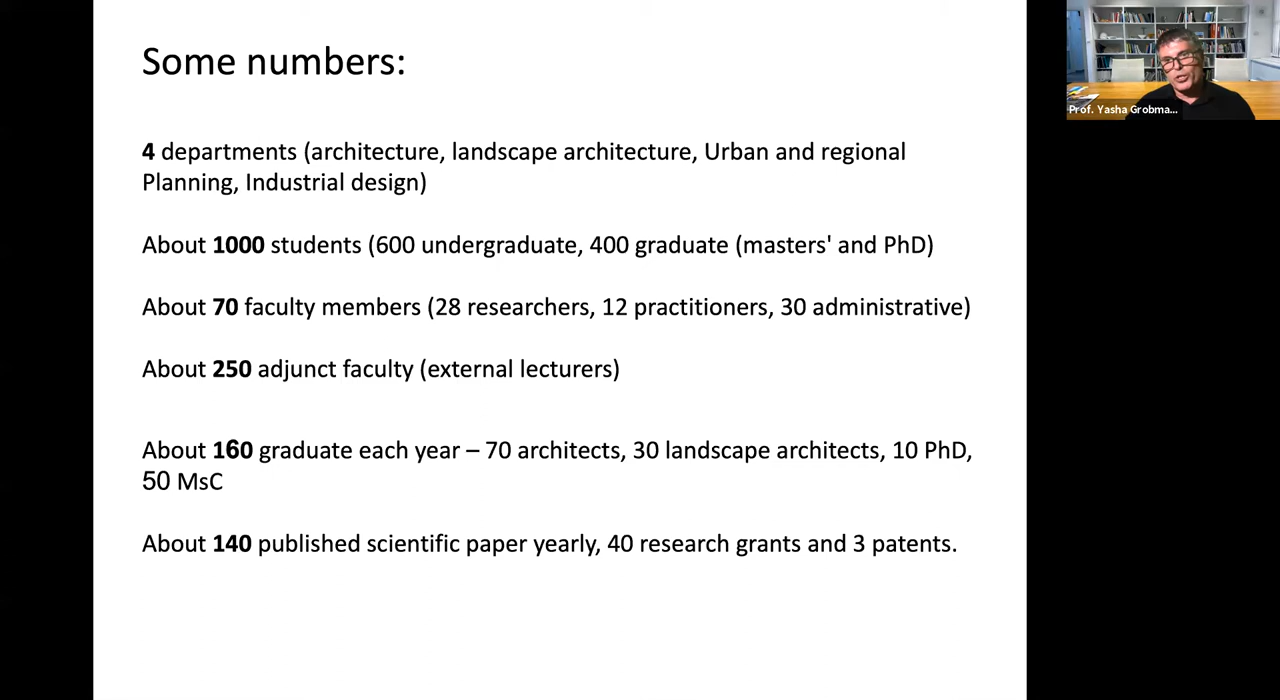 Some numbers:
4 departments (architecture, landscape architecture, Urban and regional
Planning, Industrial design)
About 1000 students (600 undergraduate, 400 graduate (masters' and PhD)
About 70 faculty members (28 researchers, 12 practitioners, 30 administrative)
About 250 adjunct faculty (external lecturers)
About 160 graduate each year – 70 architects, 30 landscape architects, 10 PhD,
50 MsC
About 140 published scientific paper yearly, 40 research grants and 3 patents.
Prof. Yasha Grobma...